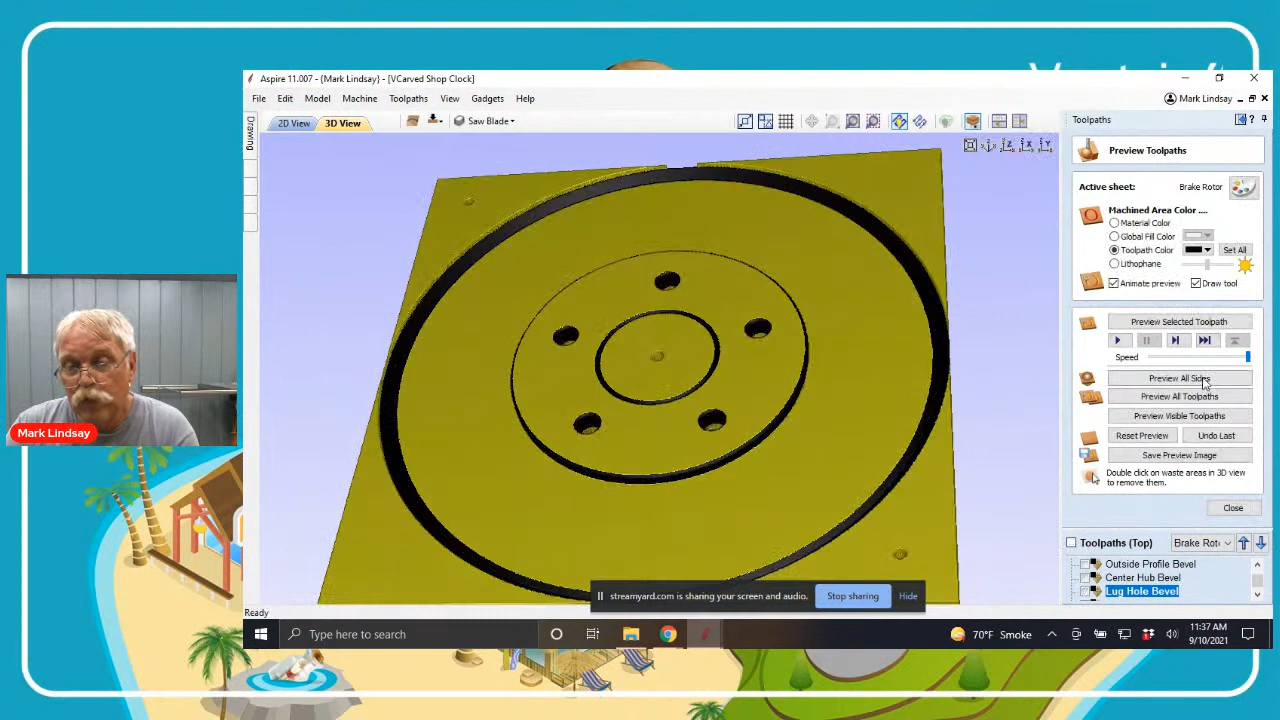 Aspire 11.007 - {Mark Lindsay} - [VCarved Shop Clock]
File Edit Model Machine Toolpaths View Gadgets Help
Mark Lindsay
2D View 3D View Saw Blade
Drawing
Toolpaths
Preview Toolpaths
Active sheet: Brake Rotor
Machined Area Color ....
Material Color
Global Fill Color
Toolpath Color Set All
Lithophane
Animate preview Draw tool
Preview Selected Toolpath
Speed
Preview All Sides
Preview All Toolpaths
Preview Visible Toolpaths
Reset Preview Undo Last
Save Preview Image
Double click on waste areas in 3D view
to remove them.
Close
Toolpaths (Top) Brake Rot
Outside Profile Bevel
Center Hub Bevel
Lug Hole Bevel
Mark Lindsay
streamyard.com is sharing your screen and audio. Stop sharing Hide
Ready
Type here to search
70°F Smoke
11:37 AM
9/10/2021